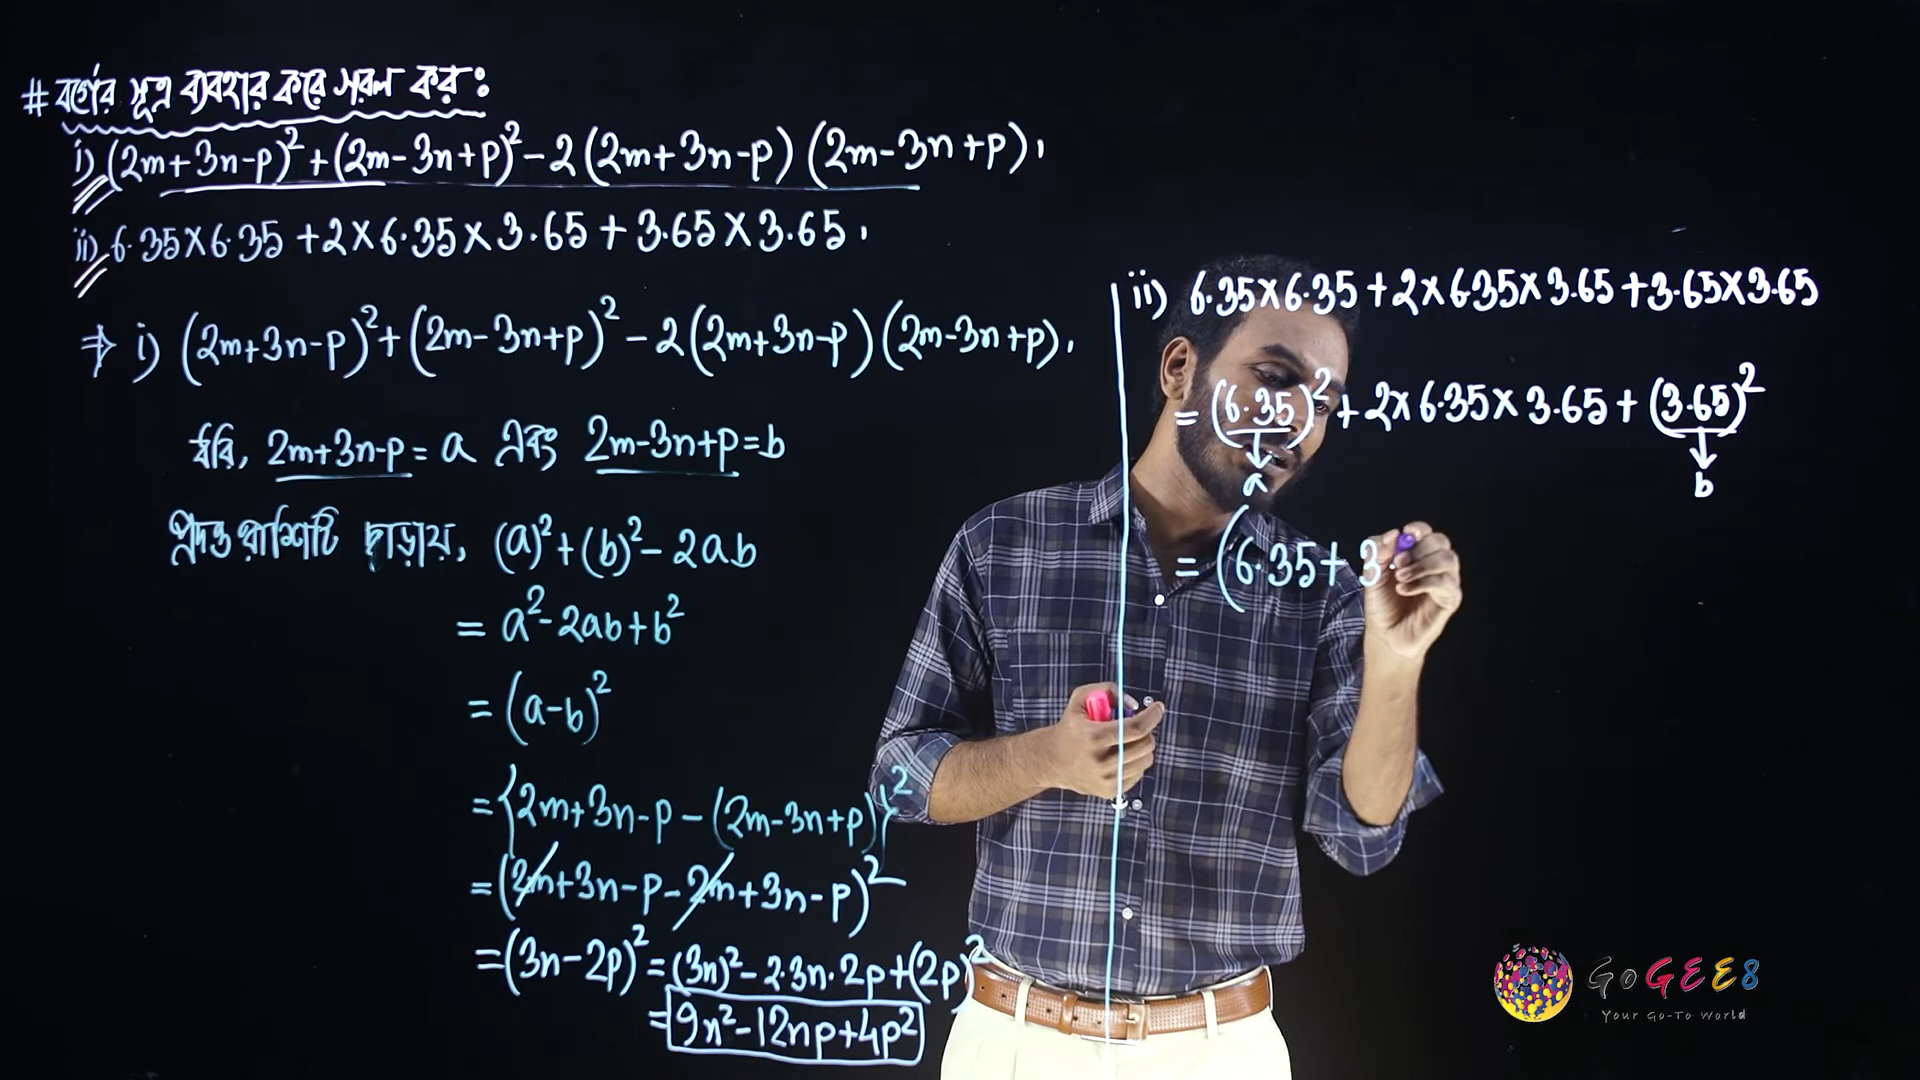 # বর্গের সূত্র ব্যবহার করে সরল কর:
i) (2m+3n-p)²+(2m-3n+p)²-2(2m+3n-p)(2m-3n+p),
ii) 6.35×6.35+2×6.35×3.65+3.65×3.65,
⇒ i) (2m+3n-p)²+(2m-3n+p)²-2(2m+3n-p)(2m-3n+p),
ধরি, 2m+3n-p=a এবং 2m-3n+p=b
প্রদত্ত রাশিটি দাড়ায়, (a)²+(b)²-2ab
= a²-2ab+b²
= (a-b)²
= {2m+3n-p-(2m-3n+p)}²
= (2m+3n-p-2m+3n-p)²
= (3n-2p)² = (3n)²-2·3n·2p+(2p)²
= 9n²-12np+4p²
ii) 6.35×6.35+2×6.35×3.65+3.65×3.65
= (6.35)²+2×6.35×3.65+(3.65)²
a b
= (6.35+3.
GOGEE8
Your Go-To World